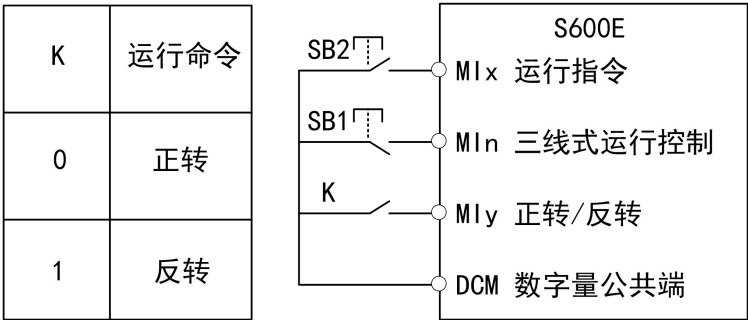 K 运行命令
0 正转
1 反转
S600E
SB2 MIx 运行指令
SB1 MIn 三线式运行控制
K MIy 正转/反转
DCM 数字量公共端